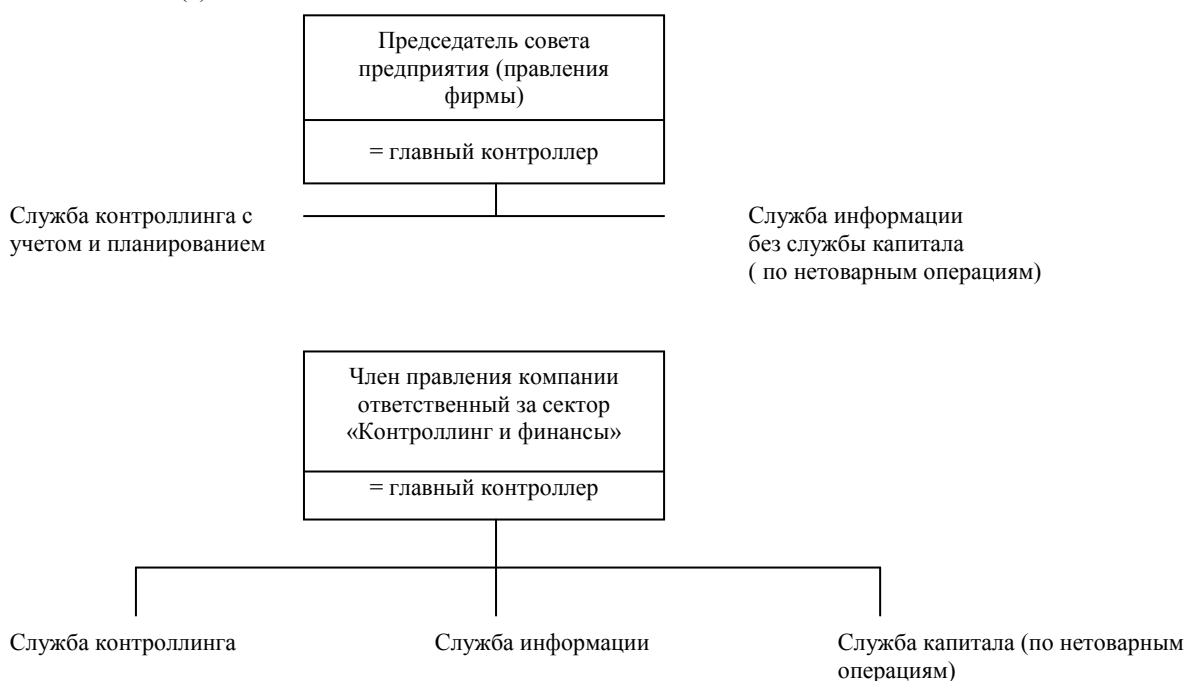 Председатель совета
предприятия (правления
фирмы)
= главный контроллер
Служба контроллинга с
учетом и планированием
Служба информации
без службы капитала
( по нетоварным операциям)
Член правления компании
ответственный за сектор
«Контроллинг и финансы»
= главный контроллер
Служба контроллинга
Служба информации
Служба капитала (по нетоварным
операциям)